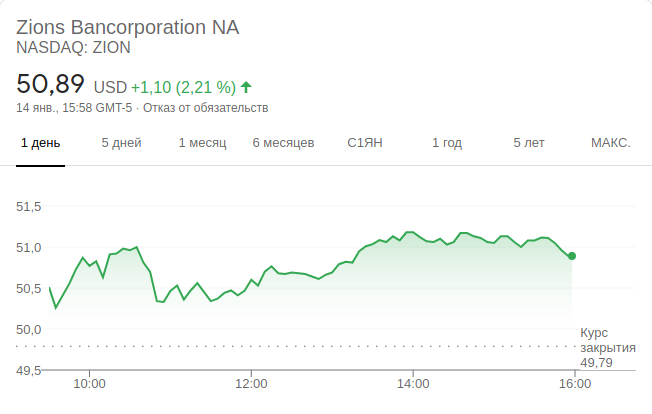 Zions Bancorporation NA
NASDAQ: ZION
50,89 USD +1,10 (2,21 %)
14 янв., 15:58 GMT-5 · Отказ от обязательств
1 день 5 дней 1 месяц 6 месяцев С1ЯН 1 год 5 лет МАКС.
51,5
51,0
50,5
50,0
Курс
закрытия
49,79
49,5
10:00 12:00 14:00 16:00